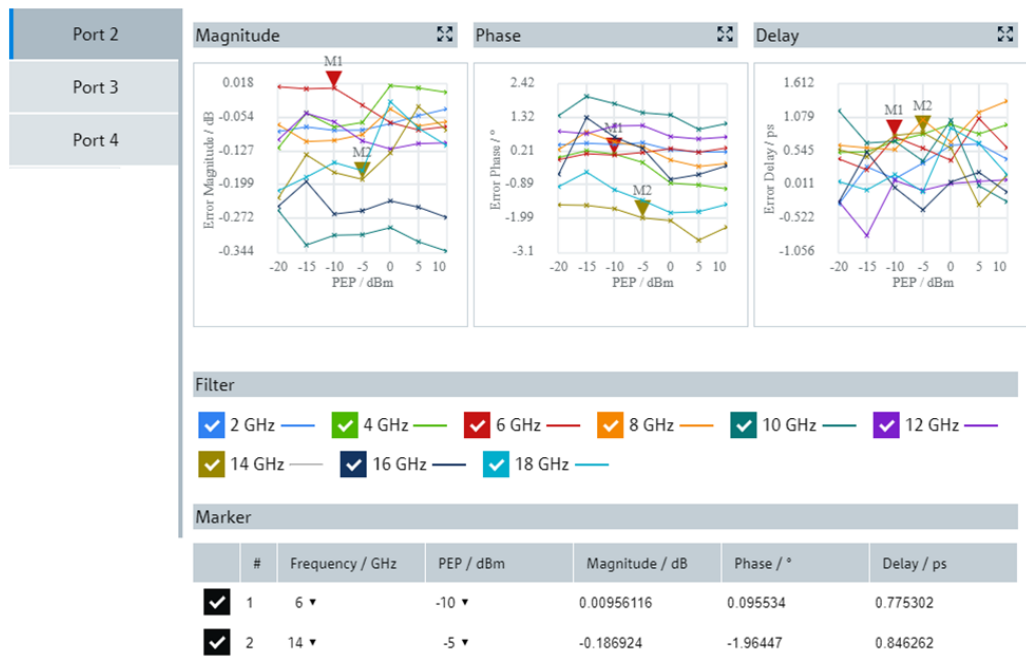 Port 2
Port 3
Port 4
Magnitude
M1
M2
0.018
-0.054
-0.127
-0.199
-0.272
-0.344
Error Magnitude / dB
-20 -15 -10 -5 0 5 10
PEP / dBm
Phase
M1
M2
2.42
1.32
0.21
-0.89
-1.99
-3.1
Error Phase / °
-20 -15 -10 -5 0 5 10
PEP / dBm
Delay
M1 M2
1.612
1.079
0.545
0.011
-0.522
-1.056
Error Delay / ps
-20 -15 -10 -5 0 5 10
PEP / dBm
Filter
2 GHz 4 GHz 6 GHz 8 GHz 10 GHz 12 GHz
14 GHz 16 GHz 18 GHz
Marker
# Frequency / GHz PEP / dBm Magnitude / dB Phase / ° Delay / ps
1 6 -10 0.00956116 0.095534 0.775302
2 14 -5 -0.186924 -1.96447 0.846262